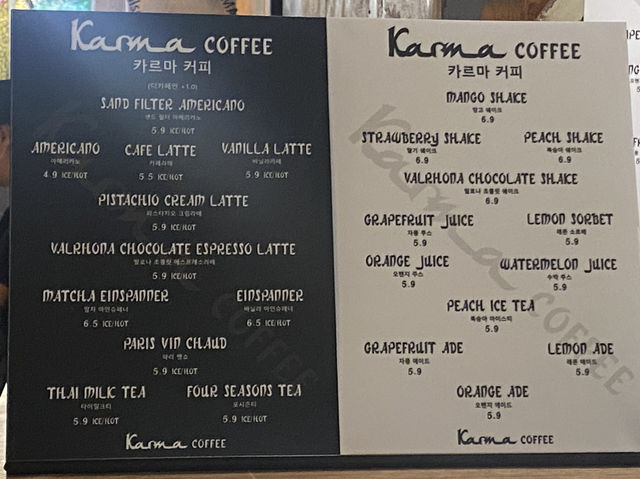 Karma COFFEE
카르마 커피
(디카페인 +1.0)
SAND FILTER AMERICANO
샌드 필터 아메리카노
5.9 ICE/HOT
AMERICANO
아메리카노
4.9 ICE/HOT
CAFE LATTE
카페라떼
5.5 ICE/HOT
VANILLA LATTE
바닐라라떼
5.9 ICE/HOT
PISTACHIO CREAM LATTE
피스타치오 크림라떼
5.9 ICE/HOT
VALRHONA CHOCOLATE ESPRESSO LATTE
발로나 초콜릿 에스프레소라떼
5.9 ICE/HOT
MATCHA EINSPANNER
말차 아인슈페너
6.5 ICE/HOT
EINSPANNER
바닐라 아인슈페너
6.5 ICE/HOT
PARIS VIN CHAUD
파리 뱅쇼
5.9 ICE/HOT
THAI MILK TEA
타이밀크티
5.9 ICE/HOT
FOUR SEASONS TEA
포시즌티
5.9 ICE/HOT
Karma COFFEE
Karma COFFEE
카르마 커피
MANGO SHAKE
망고 쉐이크
6.9
STRAWBERRY SHAKE
딸기 쉐이크
6.9
PEACH SHAKE
복숭아 쉐이크
6.9
VALRHONA CHOCOLATE SHAKE
발로나 초콜릿 쉐이크
6.9
GRAPEFRUIT JUICE
자몽 주스
5.9
LEMON SORBET
레몬 소르베
5.9
ORANGE JUICE
오렌지 주스
5.9
WATERMELON JUICE
수박 주스
5.9
PEACH ICE TEA
복숭아 아이스티
5.9
GRAPEFRUIT ADE
자몽 에이드
5.9
LEMON ADE
레몬 에이드
5.9
ORANGE ADE
오렌지 에이드
5.9
Karma COFFEE
Karma COFFEE